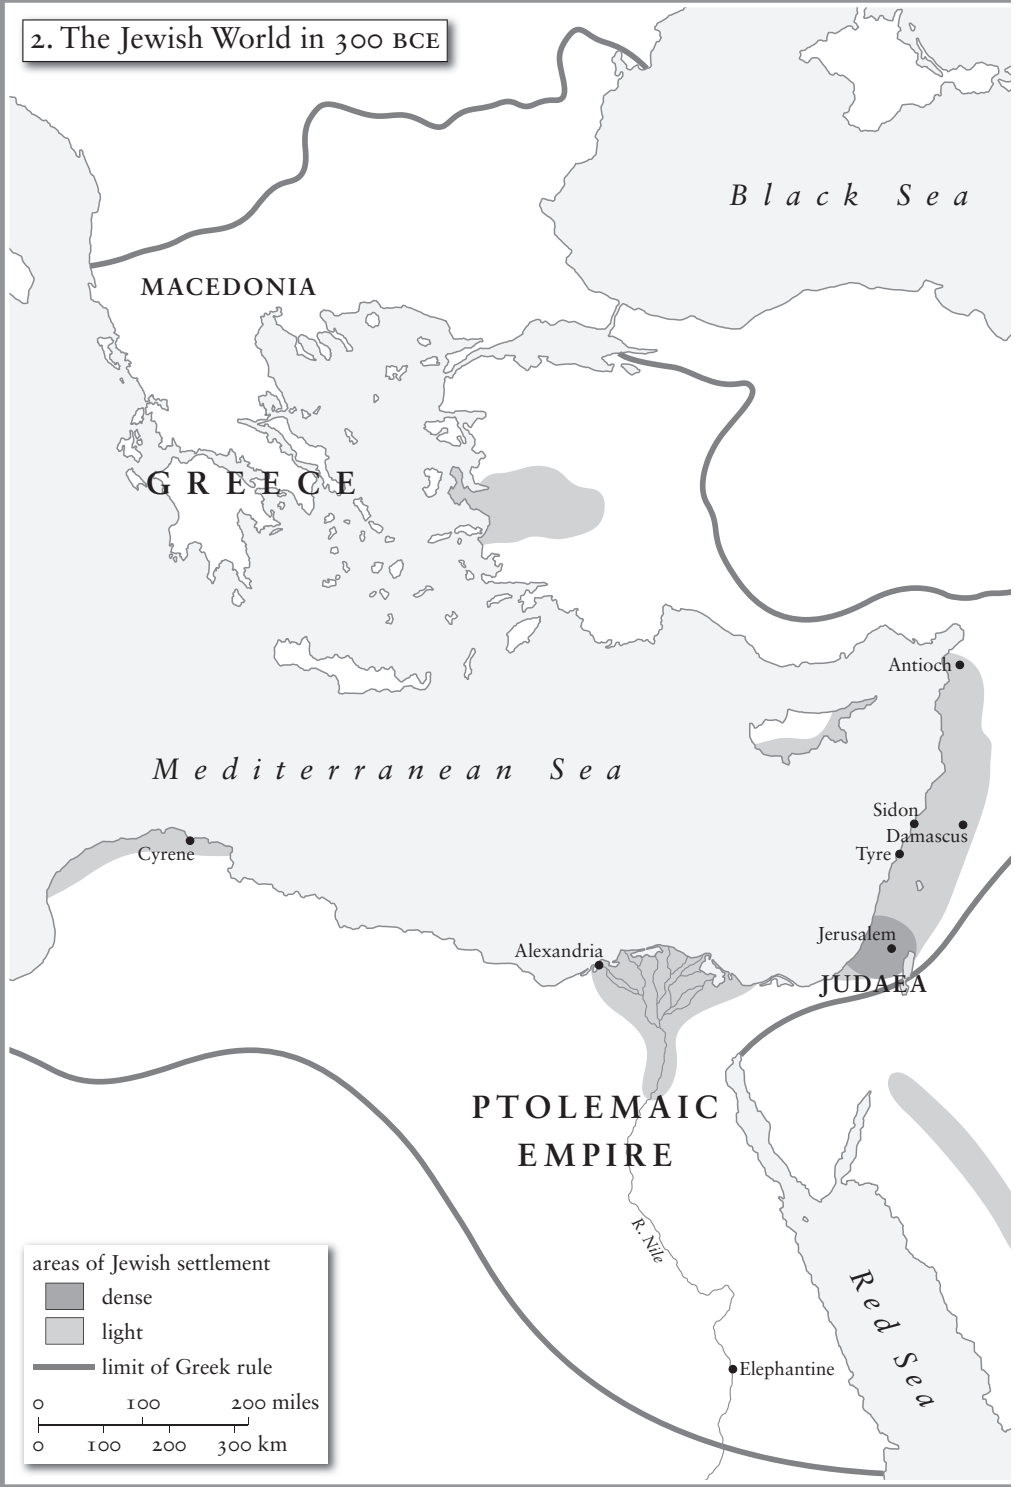 2. The Jewish World in 300 BCE
Black Sea
MACEDONIA
GREECE
Antioch
Mediterranean Sea
Sidon
Damascus
Tyre
Cyrene
Jerusalem
Alexandria
JUDAEA
PTOLEMAIC
EMPIRE
R. Nile
Red Sea
Elephantine
areas of Jewish settlement
dense
light
limit of Greek rule
0 100 200 miles
0 100 200 300 km